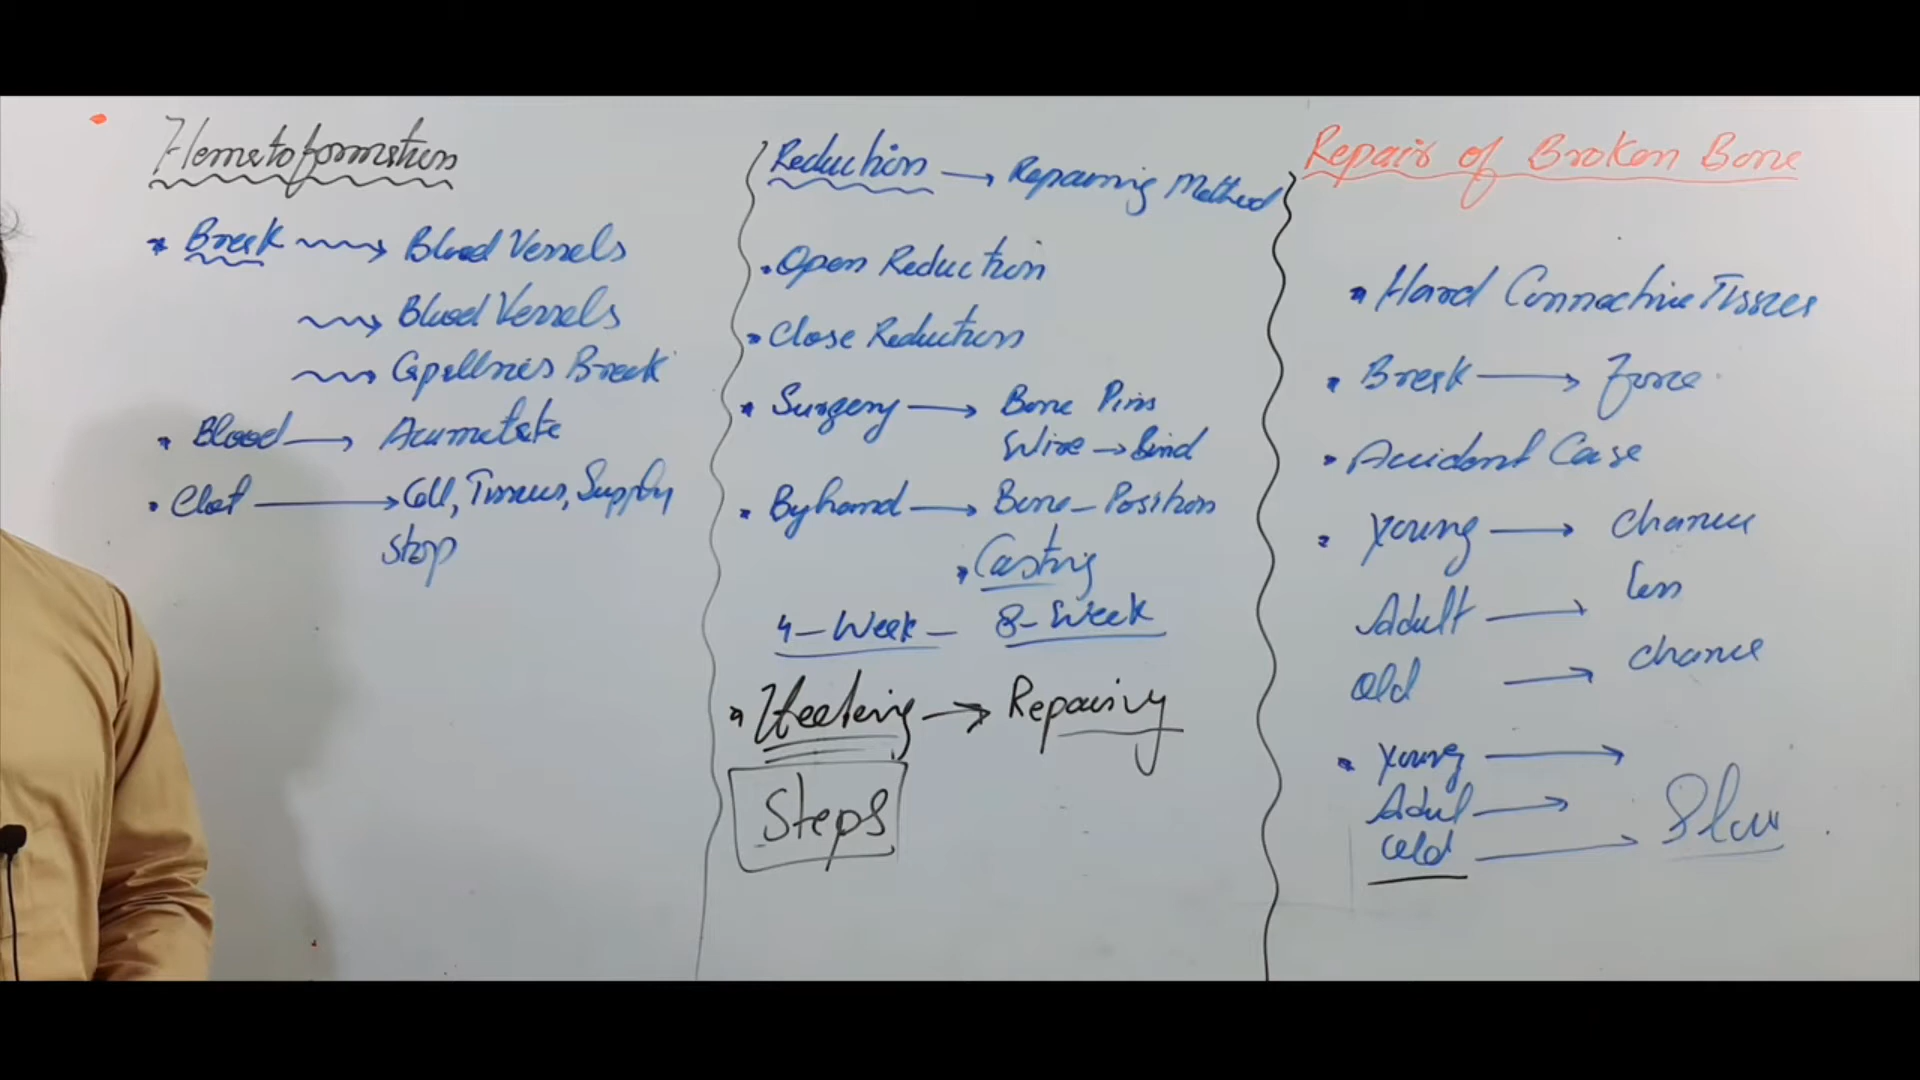 Hematoformation
* Break → Blood Vessels
→ Blood Vessels
→ Capillaries Break
• Blood → Acumelate
• Clot → Cell, Tissues, Supply
Stop
Reduction → Repairing Method
• Open Reduction
• Close Reduction
• Surgery → Bone Pins
Wire → Bind
• By hand → Bone - Position
• Casting
4 - Week - 8 - Week
• Healing → Repairing
Steps
Repair of Broken Bone
• Hard Connective Tissues
• Break → Force
• Accident Case
• Young → Chance
less
Adult →
Old → chance
• Young →
Adul →
Old → Slow